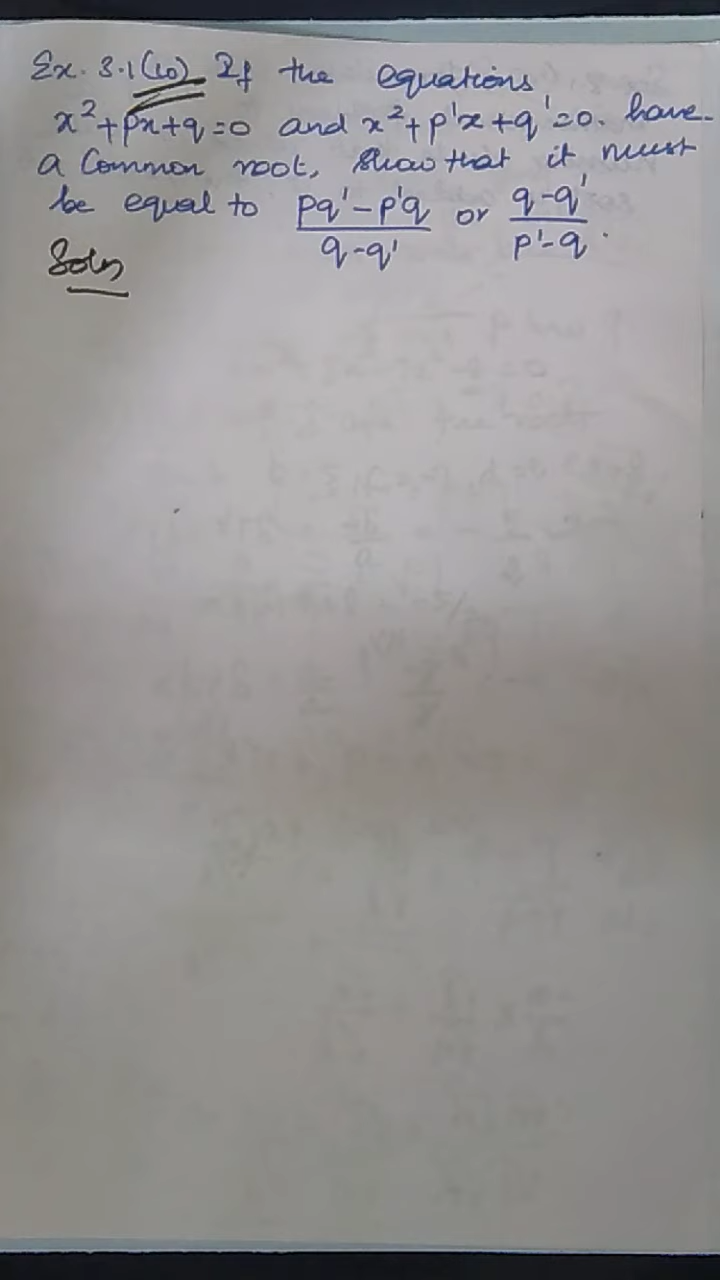 Ex. 3.1(10) If the equations
x²+px+q=0 and x²+p'x+q'=0. have
a Common root, Show that it must
be equal to pq'-p'q/q-q' or q-q'/p'-q.
Soln